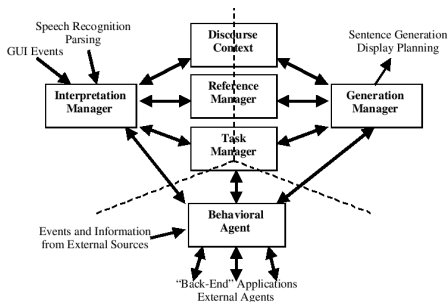 Speech Recognition
Parsing
GUI Events
Discourse
Context
Sentence Generation
Display Planning
Interpretation
Manager
Reference
Manager
Generation
Manager
Task
Manager
Behavioral
Agent
Events and Information
from External Sources
“Back-End” Applications
External Agents